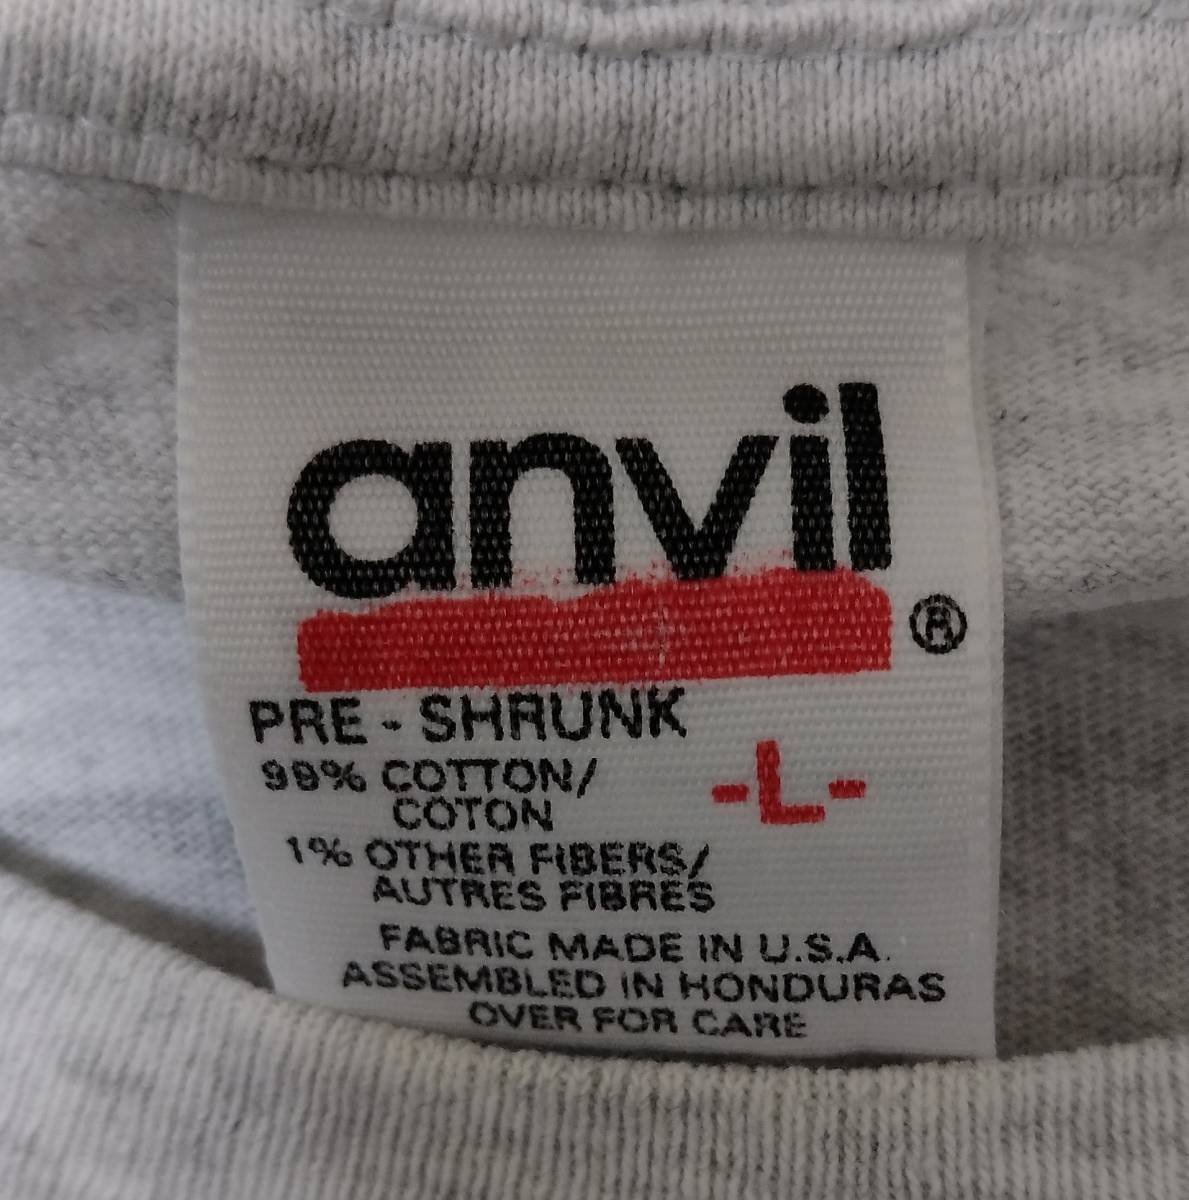 anvil®
PRE - SHRUNK
99% COTTON/
COTON
-L-
1% OTHER FIBERS/
AUTRES FIBRES
FABRIC MADE IN U.S.A.
ASSEMBLED IN HONDURAS
OVER FOR CARE